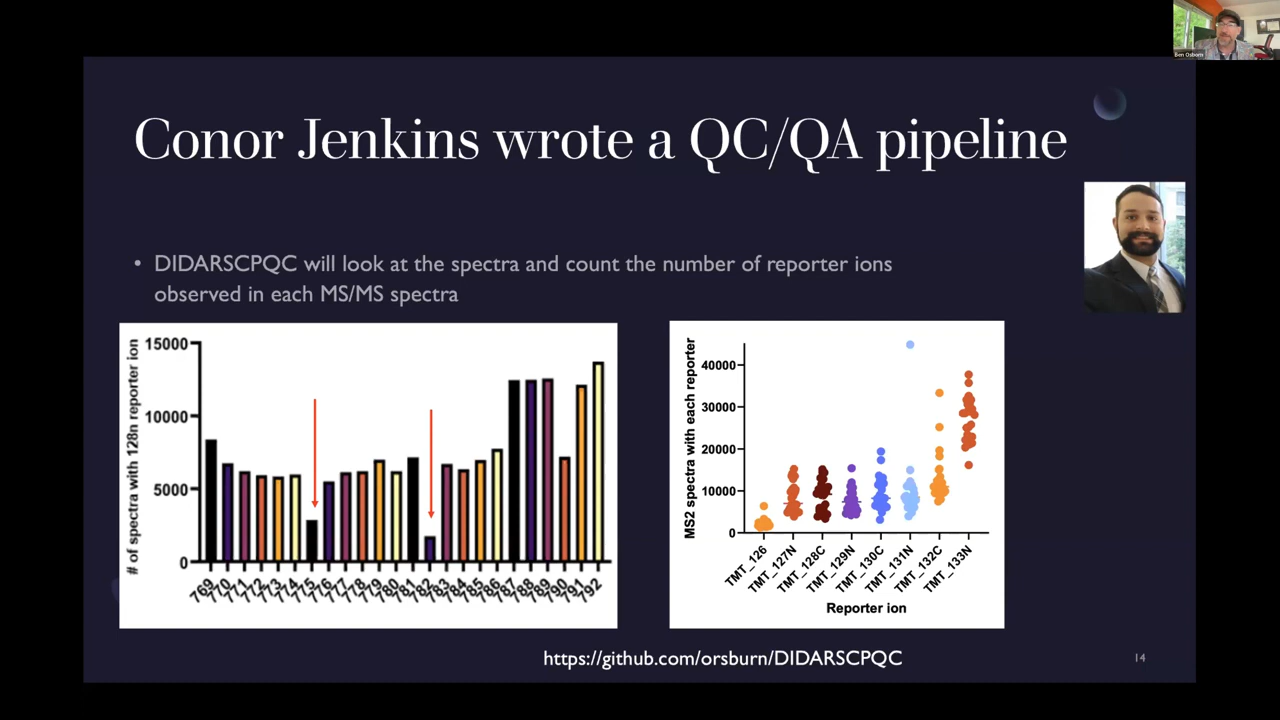 Ben Osborn
Conor Jenkins wrote a QC/QA pipeline
• DIDARSCPQC will look at the spectra and count the number of reporter ions
observed in each MS/MS spectra
# of spectra with 128n reporter ion
15000
10000
5000
0
769 770 771 772 773 774 775 776 777 778 779 780 781 782 783 784 785 786 787 788 789 790 791 792
MS2 spectra with each reporter
40000
30000
20000
10000
0
TMT_126 TMT_127N TMT_128C TMT_129N TMT_130C TMT_131N TMT_132C TMT_133N
Reporter ion
https://github.com/orsburn/DIDARSCPQC
14